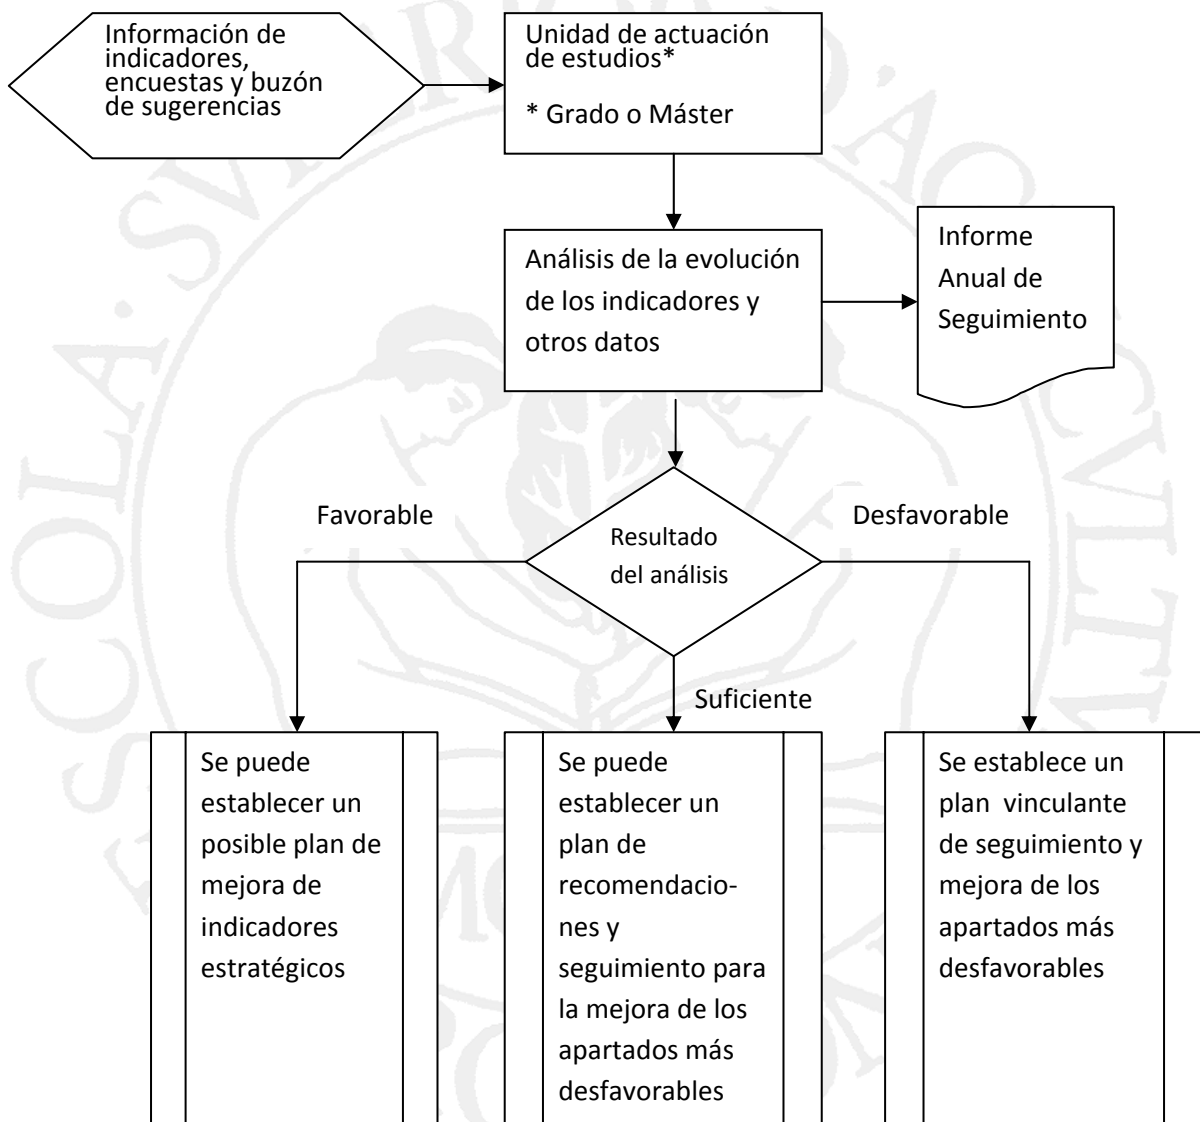 Información de
indicadores,
encuestas y buzón
de sugerencias
Unidad de actuación
de estudios*
* Grado o Máster
Análisis de la evolución
de los indicadores y
otros datos
Informe
Anual de
Seguimiento
Favorable
Resultado
del análisis
Desfavorable
Suficiente
Se puede
establecer un
posible plan de
mejora de
indicadores
estratégicos
Se puede
establecer un
plan de
recomendacio-
nes y
seguimiento para
la mejora de los
apartados más
desfavorables
Se establece un
plan  vinculante
de seguimiento y
mejora de los
apartados más
desfavorables